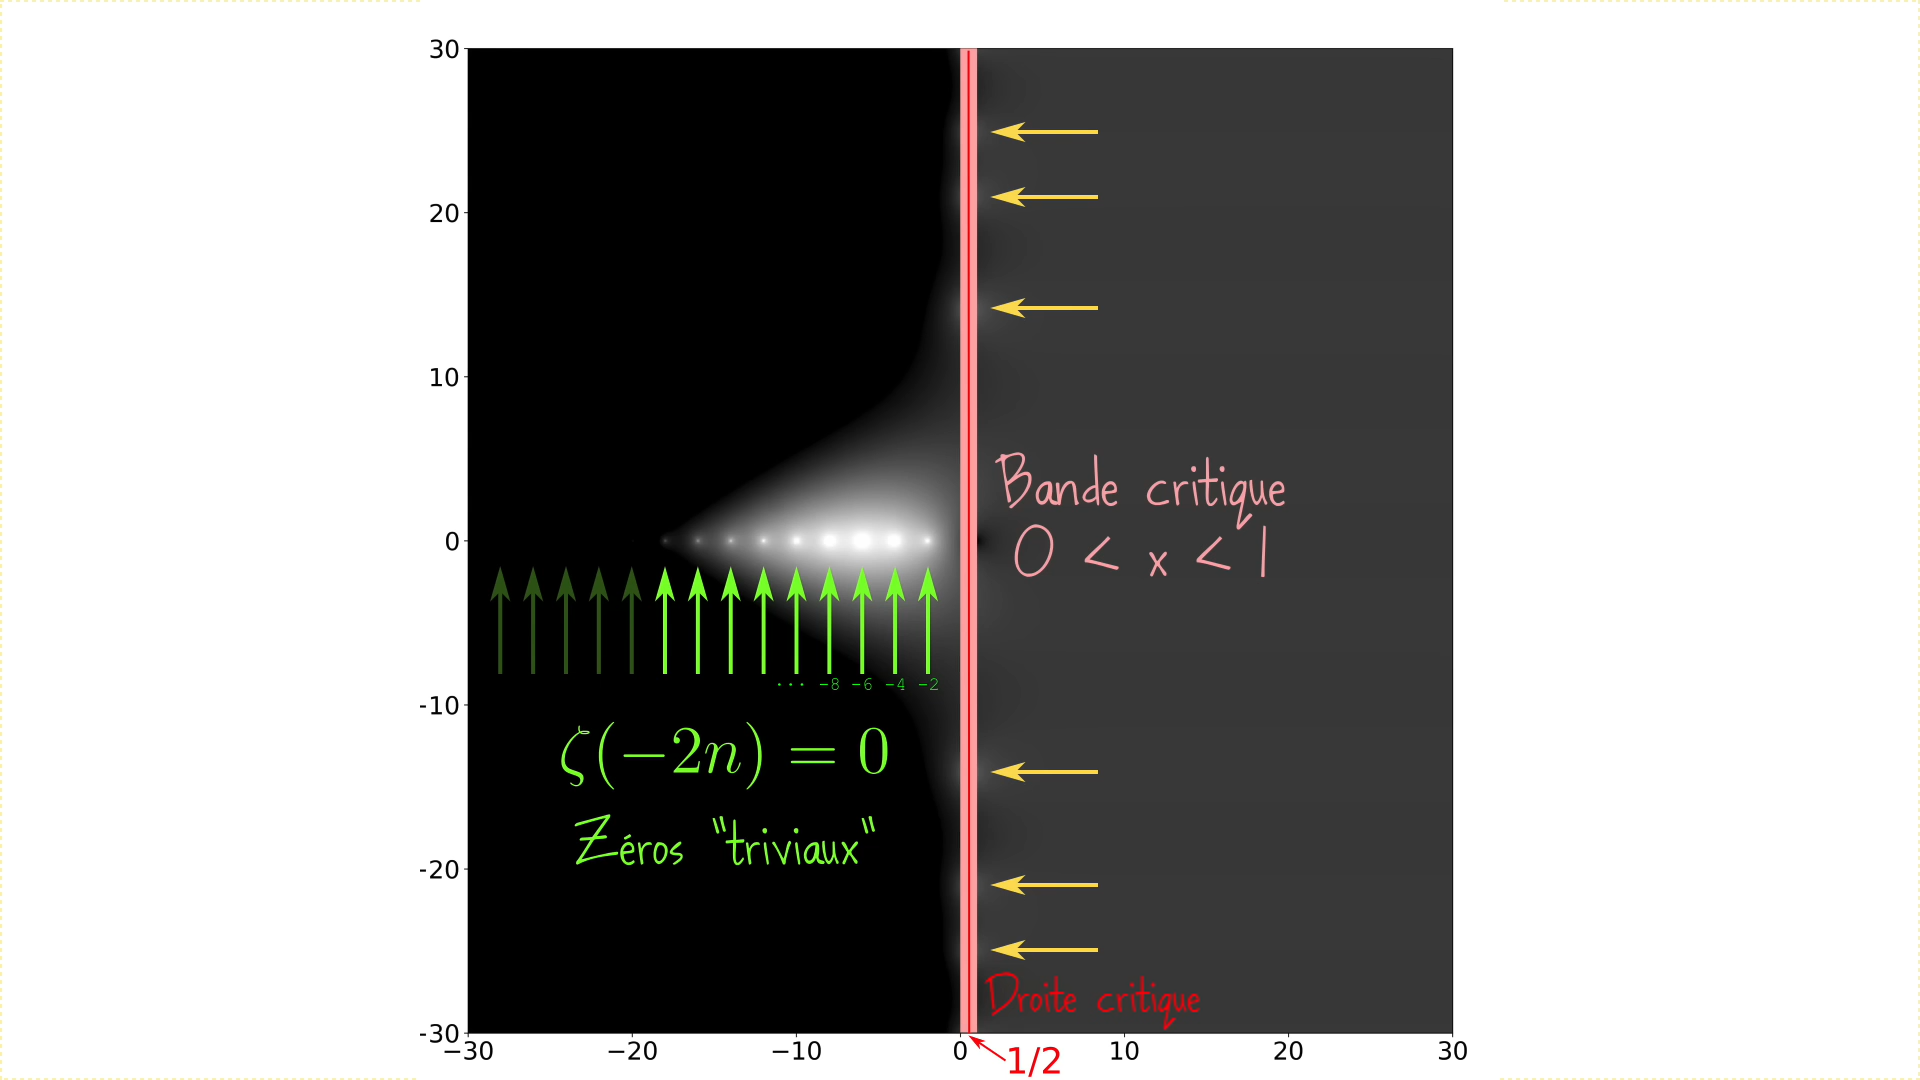 30
20
10
0
-10
-20
-30
Bande critique
0 < x < 1
... -8 -6 -4 -2
ζ(−2n) = 0
Zéros "triviaux"
Droite critique
−30 −20 −10 0 10 20 30
1/2